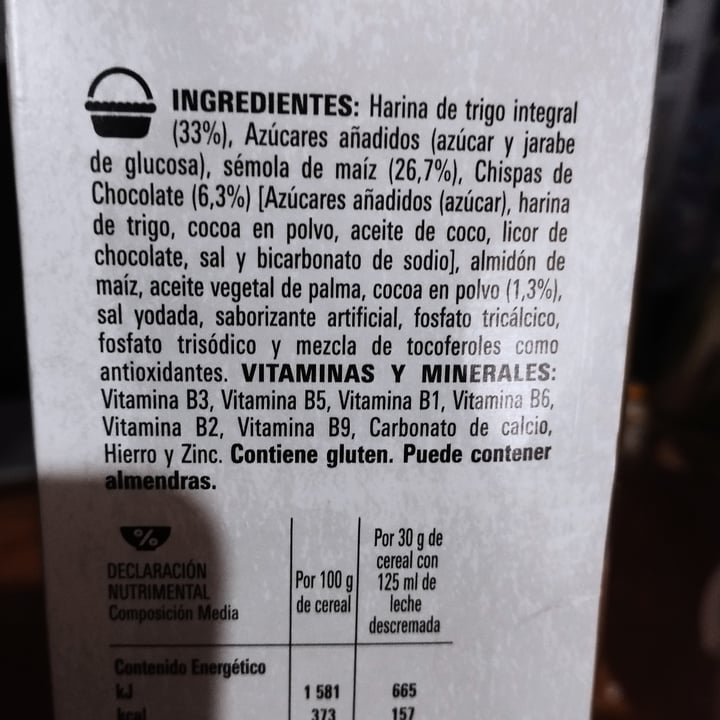 INGREDIENTES: Harina de trigo integral
(33%), Azúcares añadidos (azúcar y jarabe
de glucosa), sémola de maíz (26,7%), Chispas de
Chocolate (6,3%) [Azúcares añadidos (azúcar), harina
de trigo, cocoa en polvo, aceite de coco, licor de
chocolate, sal y bicarbonato de sodio], almidón de
maíz, aceite vegetal de palma, cocoa en polvo (1,3%),
sal yodada, saborizante artificial, fosfato tricálcico,
fosfato trisódico y mezcla de tocoferoles como
antioxidantes. VITAMINAS Y MINERALES:
Vitamina B3, Vitamina B5, Vitamina B1, Vitamina B6,
Vitamina B2, Vitamina B9, Carbonato de calcio,
Hierro y Zinc. Contiene gluten. Puede contener
almendras.
%
DECLARACIÓN
NUTRIMENTAL
Composición Media
Por 100 g
de cereal
Por 30 g de
cereal con
125 ml de
leche
descremada
Contenido Energético
kJ 1 581 665
kcal 373 157